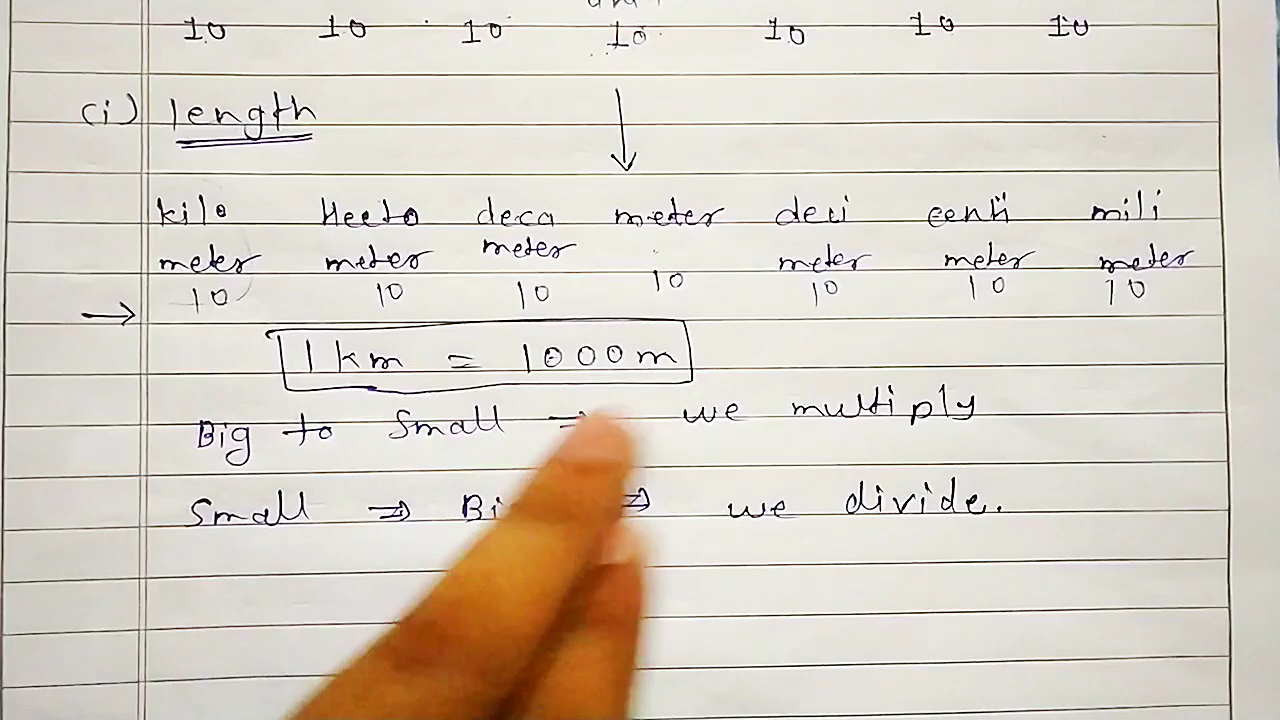 10 10 10 10 10 10 10
(i) length
kilo Hecto deca meter deci centi mili
meter meter meter meter meter meter
10 10 10 10 10 10 10
1 km = 1000 m
Big to Small ⇒ we multiply
Small ⇒ Bi ⇒ we divide.